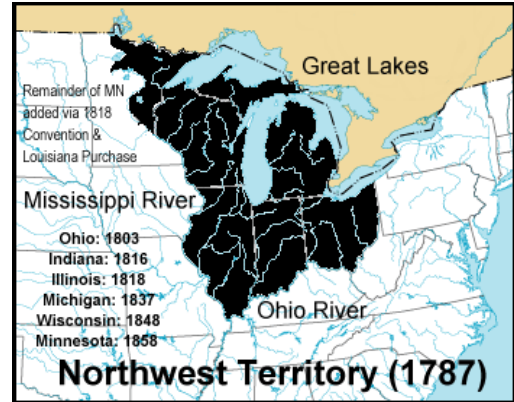 Great Lakes
Remainder of MN
added via 1818
Convention &
Louisiana Purchase
Mississippi River
Ohio: 1803
Indiana: 1816
Illinois: 1818
Michigan: 1837
Wisconsin: 1848
Minnesota: 1858
Ohio River
Northwest Territory (1787)